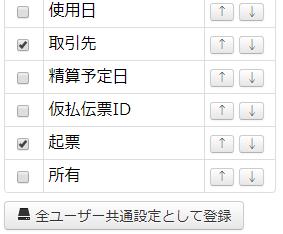 使用日 ↑ ↓
取引先 ↑ ↓
精算予定日 ↑ ↓
仮払伝票ID ↑ ↓
起票 ↑ ↓
所有 ↑ ↓
全ユーザー共通設定として登録